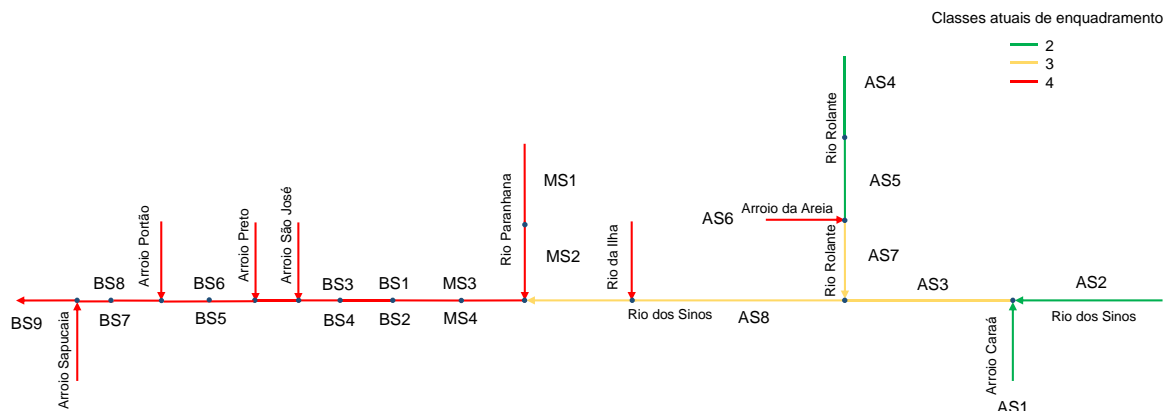 Classes atuais de enquadramento
2
3
4
AS4
Rio Rolante
AS5
AS6
Arroio da Areia
Rio Rolante
AS7
MS1
Rio Paranhana
MS2
Rio da Ilha
Arroio Portão
Arroio Preto
Arroio São José
BS8
BS6
BS3
BS1
MS3
AS3
AS2
BS9
BS7
BS5
BS4
BS2
MS4
Rio dos Sinos
AS8
Rio dos Sinos
Arroio Sapucaia
Arroio Caraá
AS1